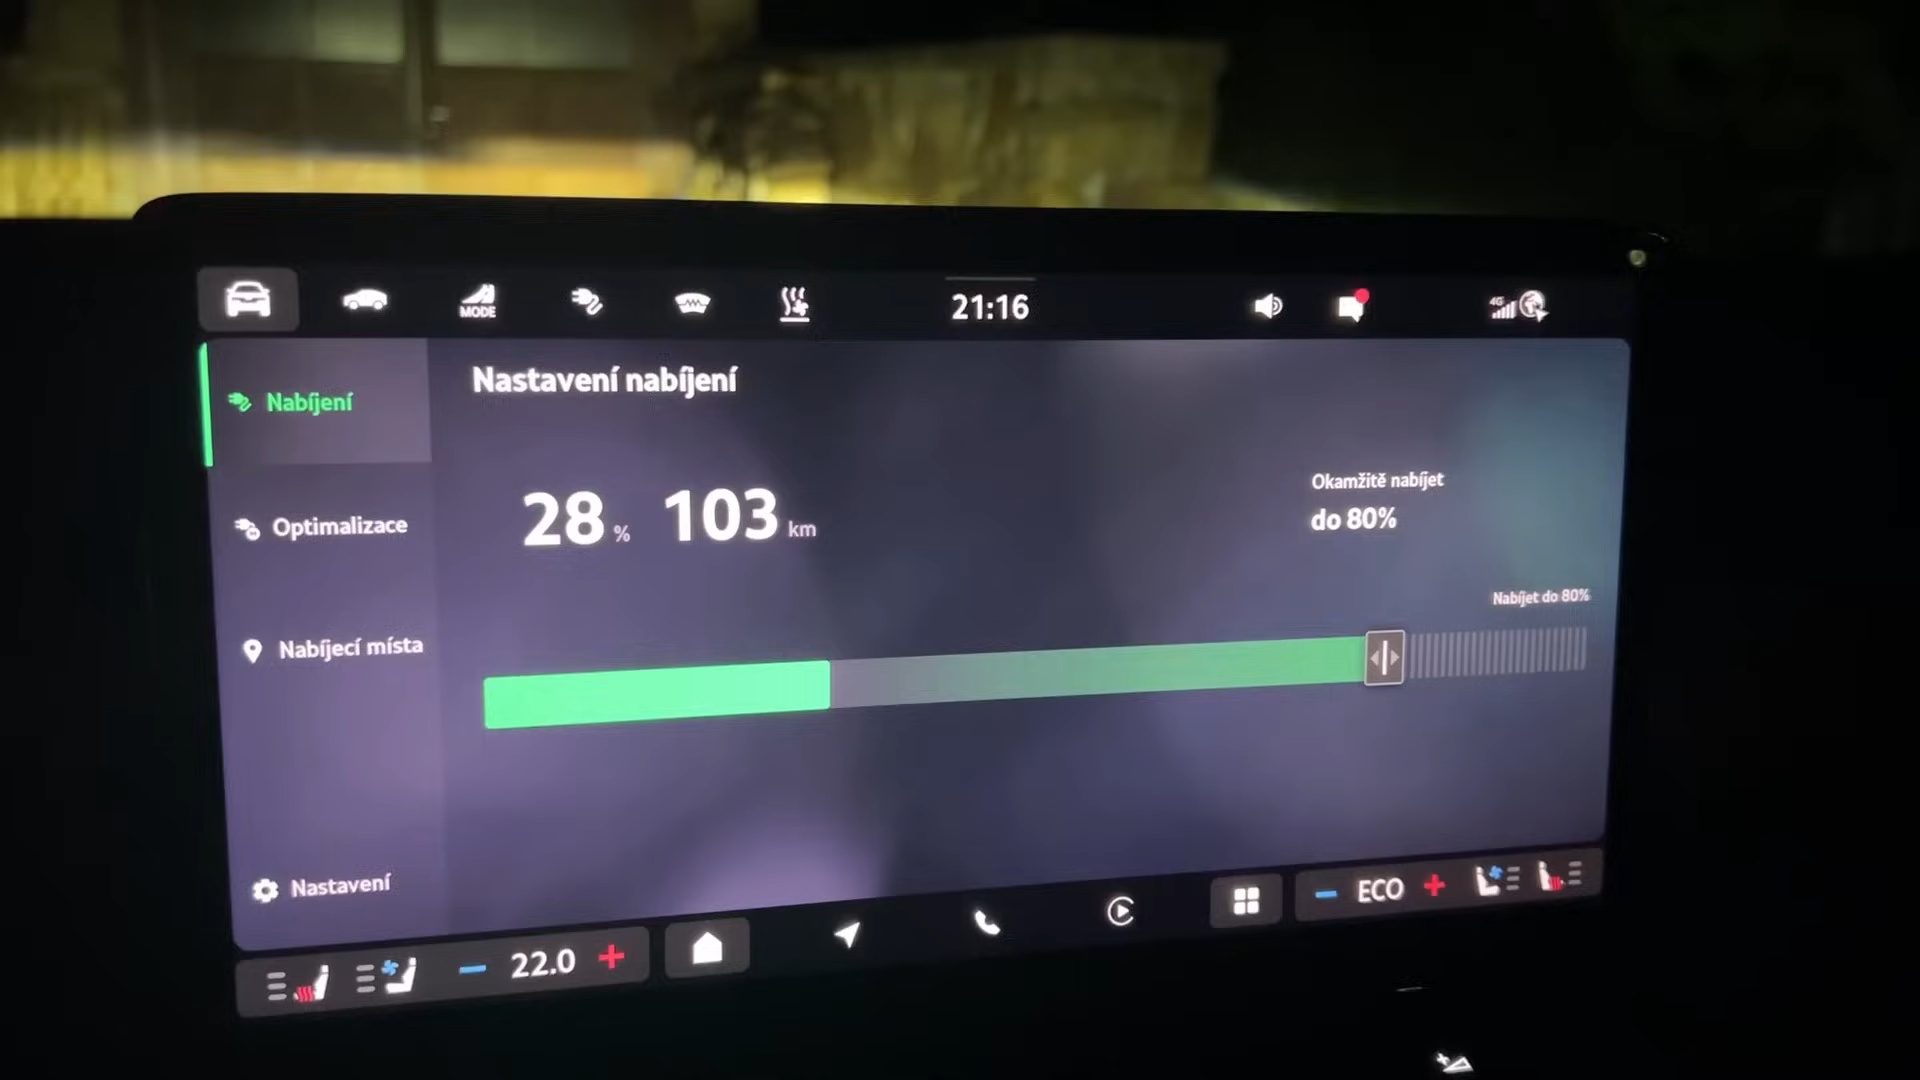 MODE
21:16
4G
Nabíjení
Nastavení nabíjení
28 % 103 km
Okamžitě nabíjet
do 80%
Optimalizace
Nabíjet do 80%
Nabíjecí místa
Nastavení
22.0
ECO